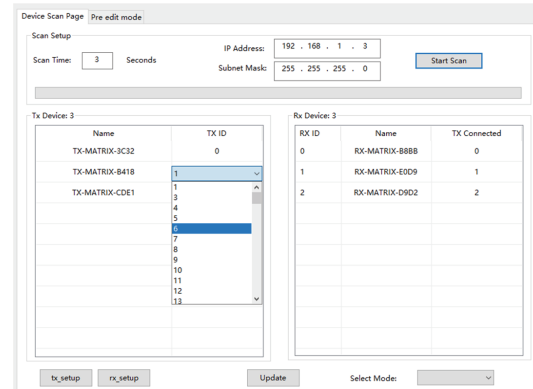 Device Scan Page Pre edit mode
Scan Setup
Scan Time: 3 Seconds
IP Address: 192 . 168 . 1 . 3
Subnet Mask: 255 . 255 . 255 . 0
Start Scan
Tx Device: 3
Name TX ID
TX-MATRIX-3C32 0
TX-MATRIX-B418 1
TX-MATRIX-CDE1
1
3
4
5
6
7
8
9
10
11
12
13
Rx Device: 3
RX ID Name TX Connected
0 RX-MATRIX-B8BB 0
1 RX-MATRIX-E0D9 1
2 RX-MATRIX-D9D2 2
tx_setup rx_setup Update Select Mode: